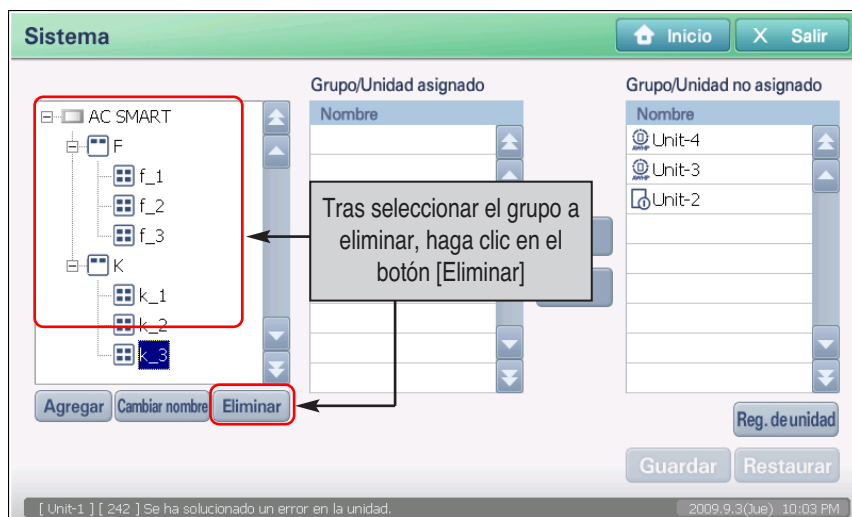 Sistema
Inicio
X Salir
AC SMART
F
f_1
f_2
f_3
K
k_1
k_2
k_3
Agregar
Cambiar nombre
Eliminar
Grupo/Unidad asignado
Nombre
Tras seleccionar el grupo a
eliminar, haga clic en el
botón [Eliminar]
Grupo/Unidad no asignado
Nombre
Unit-4
Unit-3
Unit-2
Reg. de unidad
Guardar
Restaurar
[ Unit-1 ] [ 242 ] Se ha solucionado un error en la unidad.
2009.9.3(Jue) 10:03 PM